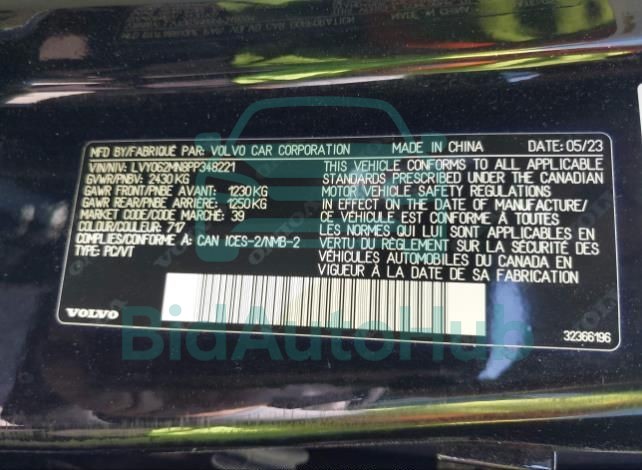 MFD BY/FABRIQUÉ PAR: VOLVO CAR CORPORATION MADE IN CHINA DATE: 05/23
VIN/NIV: LVY062MN8PP348221
GVWR/PNBV: 2430 KG
GAWR FRONT/PNBE AVANT: 1230 KG
GAWR REAR/PNBE ARRIÈRE: 1250 KG
MARKET CODE/CODE MARCHÉ: 39
COLOUR/COULEUR: 717
COMPLIES/CONFORME À: CAN ICES-2/NMB-2
TYPE: PC/VT
THIS VEHICLE CONFORMS TO ALL APPLICABLE
STANDARDS PRESCRIBED UNDER THE CANADIAN
MOTOR VEHICLE SAFETY REGULATIONS
IN EFFECT ON THE DATE OF MANUFACTURE/
CE VÉHICULE EST CONFORME À TOUTES
LES NORMES QUI LUI SONT APPLICABLES EN
VERTU DU RÈGLEMENT SUR LA SÉCURITÉ DES
VÉHICULES AUTOMOBILES DU CANADA EN
VIGUEUR À LA DATE DE SA FABRICATION
VOLVO
32366196
BidAutoHub